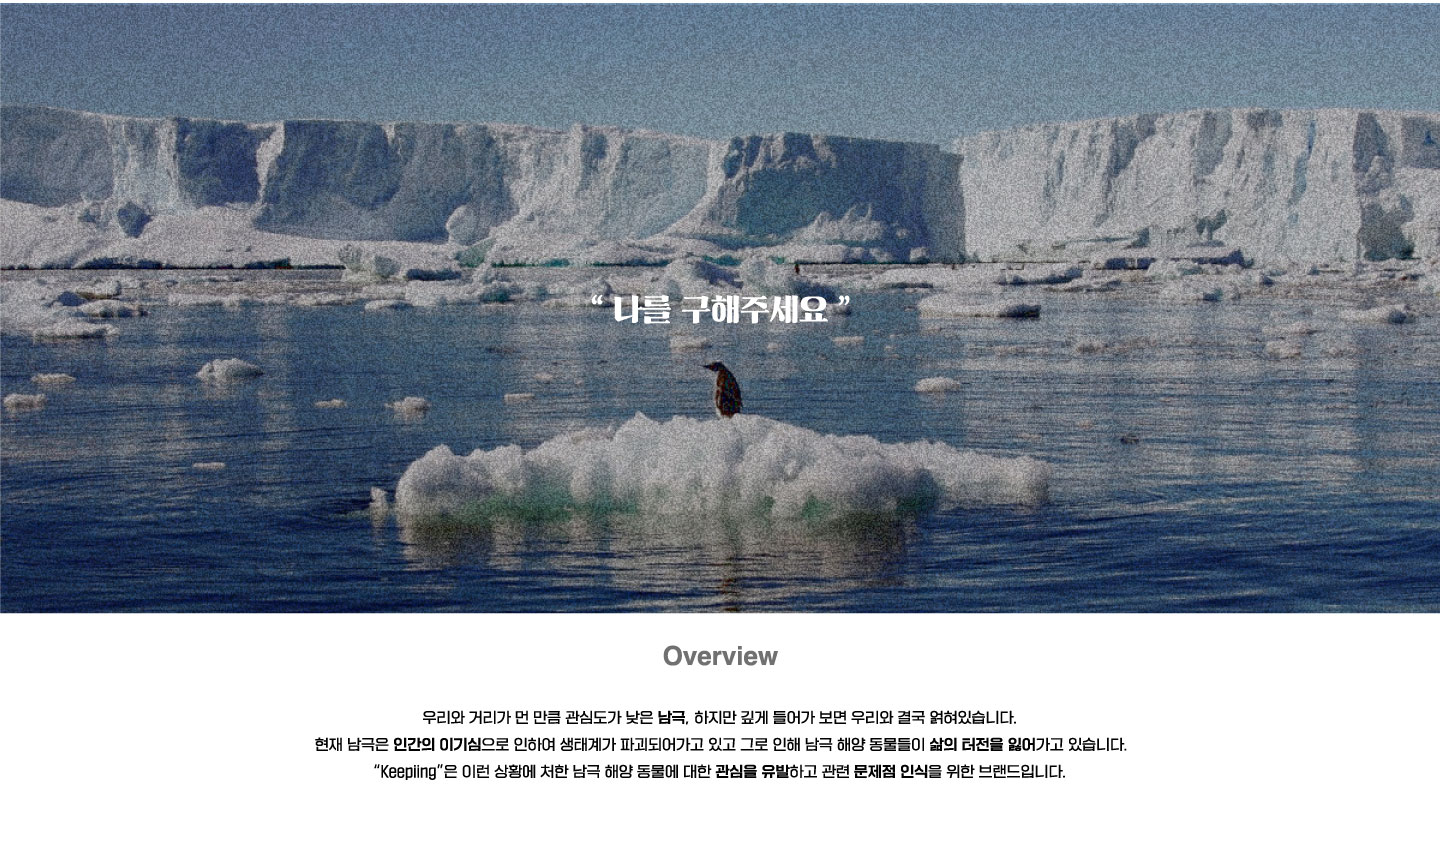 “ 나를 구해주세요 ”
Overview
우리와 거리가 먼 만큼 관심도가 낮은 남극, 하지만 깊게 들어가 보면 우리와 결국 얽혀있습니다.
현재 남극은 인간의 이기심으로 인하여 생태계가 파괴되어가고 있고 그로 인해 남극 해양 동물들이 삶의 터전을 잃어가고 있습니다.
“Keepiing”은 이런 상황에 처한 남극 해양 동물에 대한 관심을 유발하고 관련 문제점 인식을 위한 브랜드입니다.